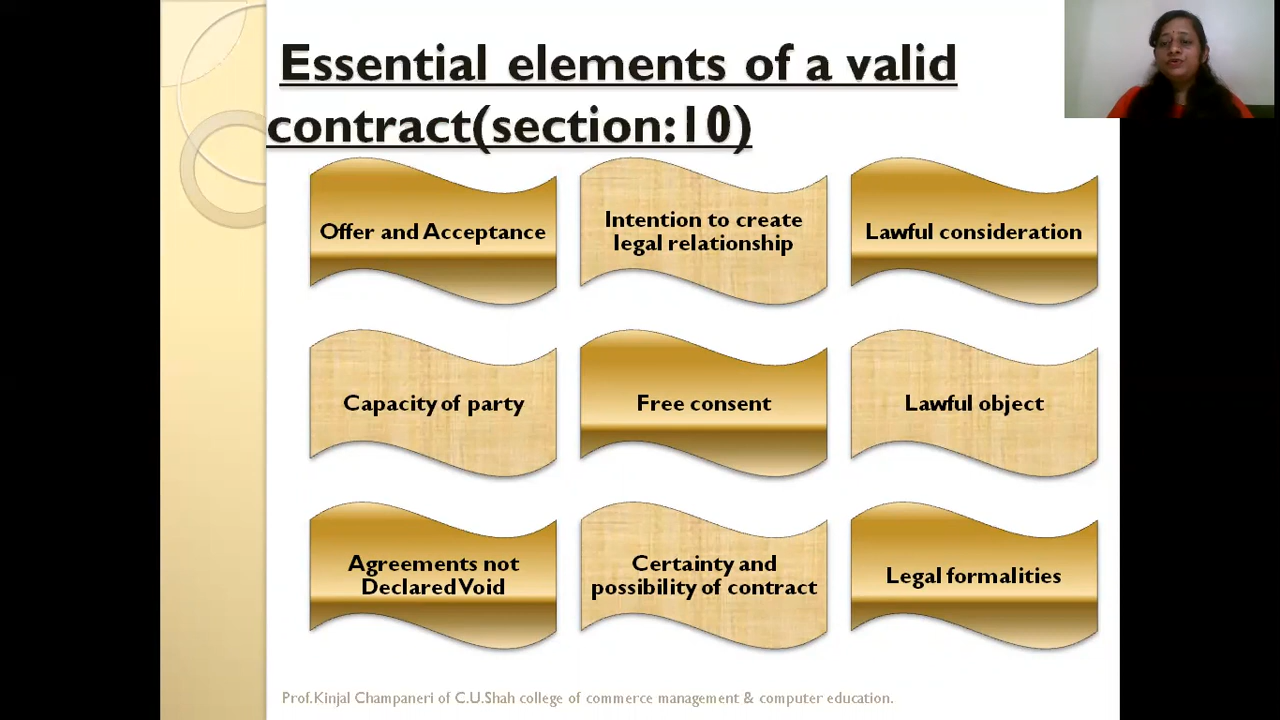 Essential elements of a valid
contract(section:10)
Offer and Acceptance
Intention to create
legal relationship
Lawful consideration
Capacity of party
Free consent
Lawful object
Agreements not
Declared Void
Certainty and
possibility of contract
Legal formalities
Prof.Kinjal Champaneri of C.U.Shah college of commerce management & computer education.